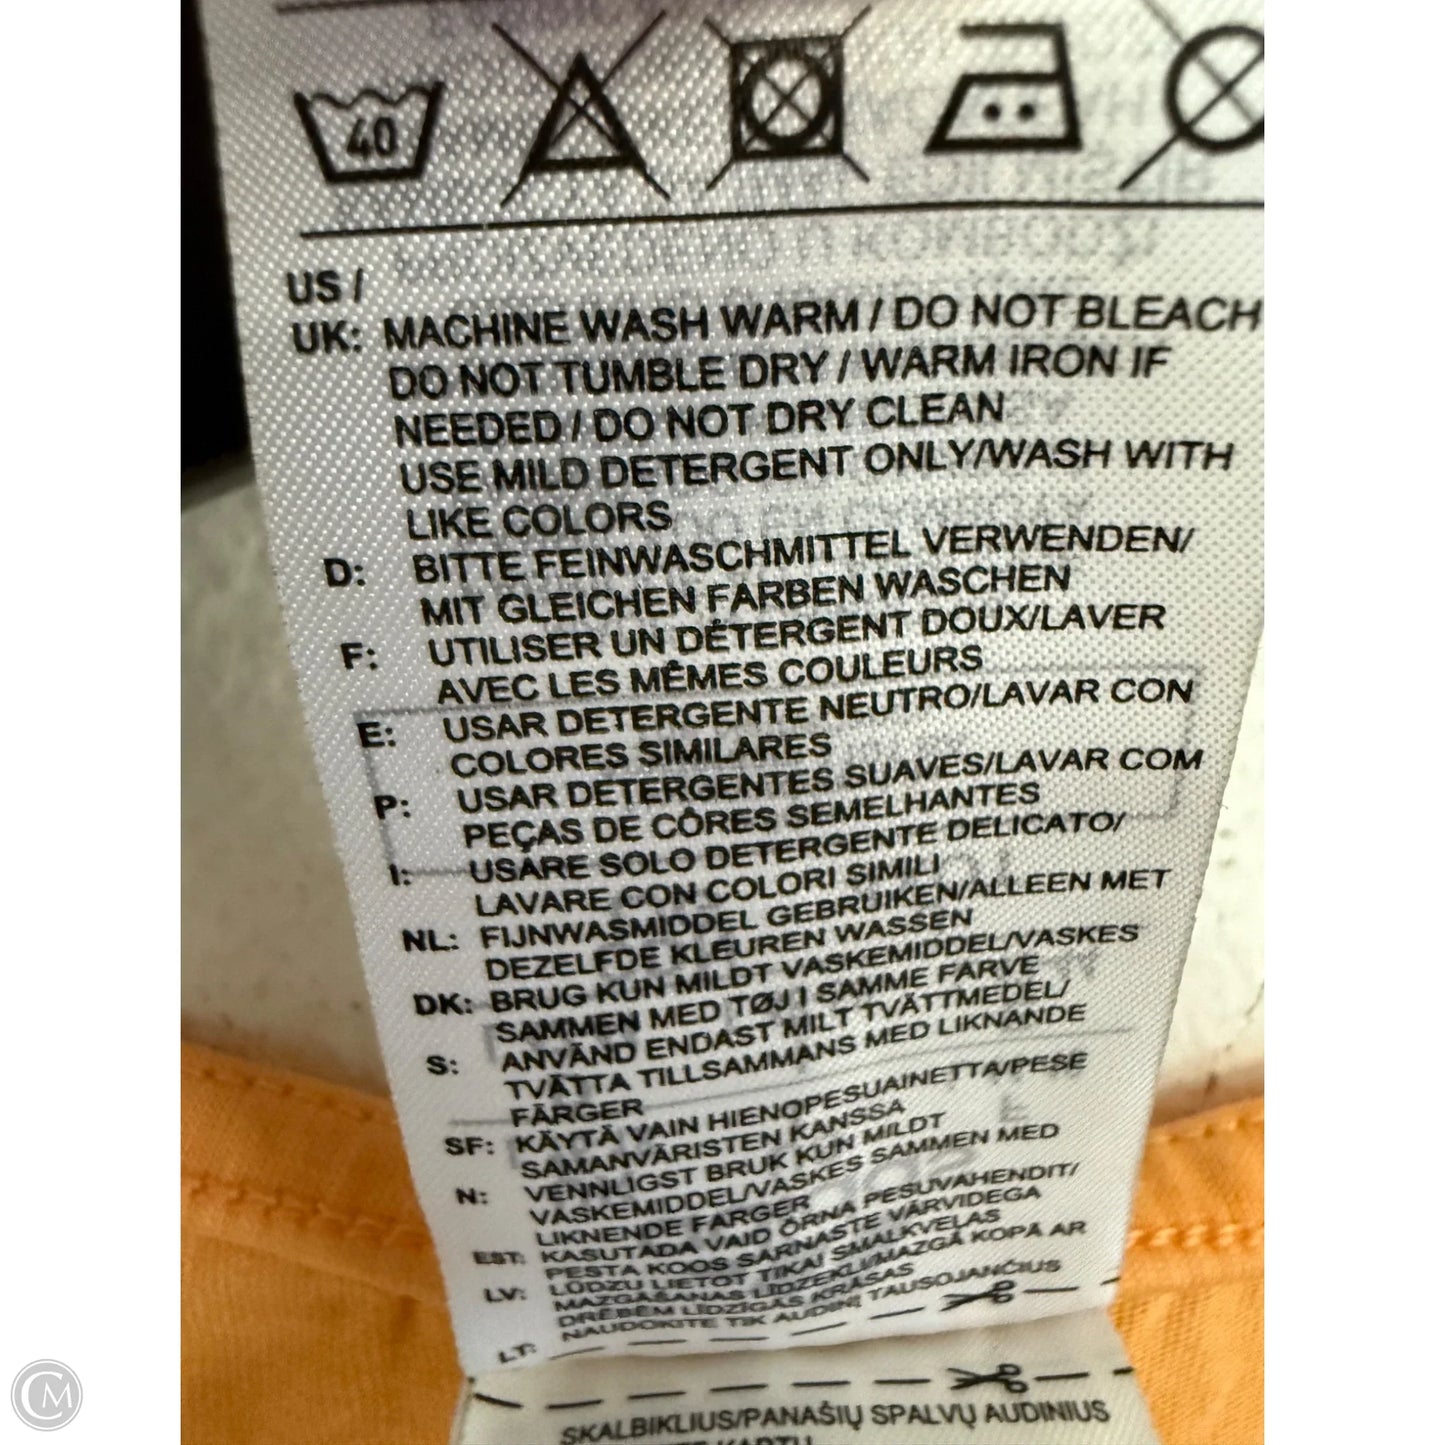 40
US /
UK: MACHINE WASH WARM / DO NOT BLEACH
DO NOT TUMBLE DRY / WARM IRON IF
NEEDED / DO NOT DRY CLEAN
USE MILD DETERGENT ONLY/WASH WITH
LIKE COLORS
D: BITTE FEINWASCHMITTEL VERWENDEN/
MIT GLEICHEN FARBEN WASCHEN
F: UTILISER UN DÉTERGENT DOUX/LAVER
AVEC LES MÊMES COULEURS
E: USAR DETERGENTE NEUTRO/LAVAR CON
COLORES SIMILARES
P: USAR DETERGENTES SUAVES/LAVAR COM
PEÇAS DE CÔRES SEMELHANTES
I: USARE SOLO DETERGENTE DELICATO/
LAVARE CON COLORI SIMILI
NL: FIJNWASMIDDEL GEBRUIKEN/ALLEEN MET
DEZELFDE KLEUREN WASSEN
DK: BRUG KUN MILDT VASKEMIDDEL/VASKES
SAMMEN MED TØJ I SAMME FARVE
S: ANVÄND ENDAST MILT TVÄTTMEDEL/
TVÄTTA TILLSAMMANS MED LIKNANDE
FÄRGER
SF: KÄYTÄ VAIN HIENOPESUAINETTA/PESE
SAMANVÄRISTEN KANSSA
N: VENNLIGST BRUK KUN MILDT
VASKEMIDDEL/VASKES SAMMEN MED
LIKNENDE FARGER
EST: KASUTADA VAID ÕRNA PESUVAHENDIT/
PESTA KOOS SARNASTE VÄRVIDEGA
LV: LŪDZU LIETOT TIKAI SMALKVEĻAS
MAZGĀŠANAS LĪDZEKLI/MAZGĀ KOPĀ AR
DRĒBĒM LĪDZĪGĀS KRĀSĀS
LT: NAUDOKITE TIK AUDINĮ TAUSOJANČIUS
SKALBIKLIUS/PANAŠIŲ SPALVŲ AUDINIUS
CM